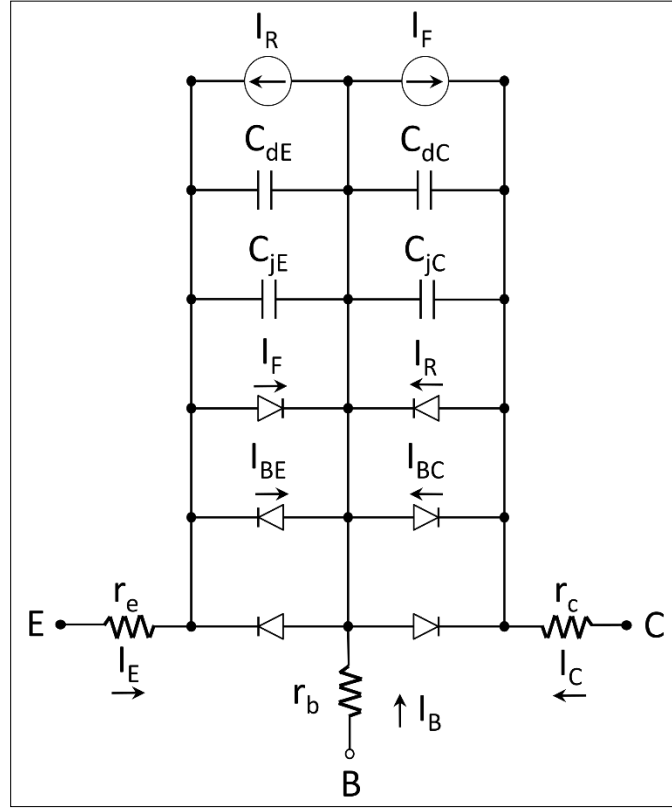 I_R I_F
C_dE C_dC
C_jE C_jC
I_F I_R
I_BE I_BC
r_e r_c
E C
I_E I_C
r_b I_B
B